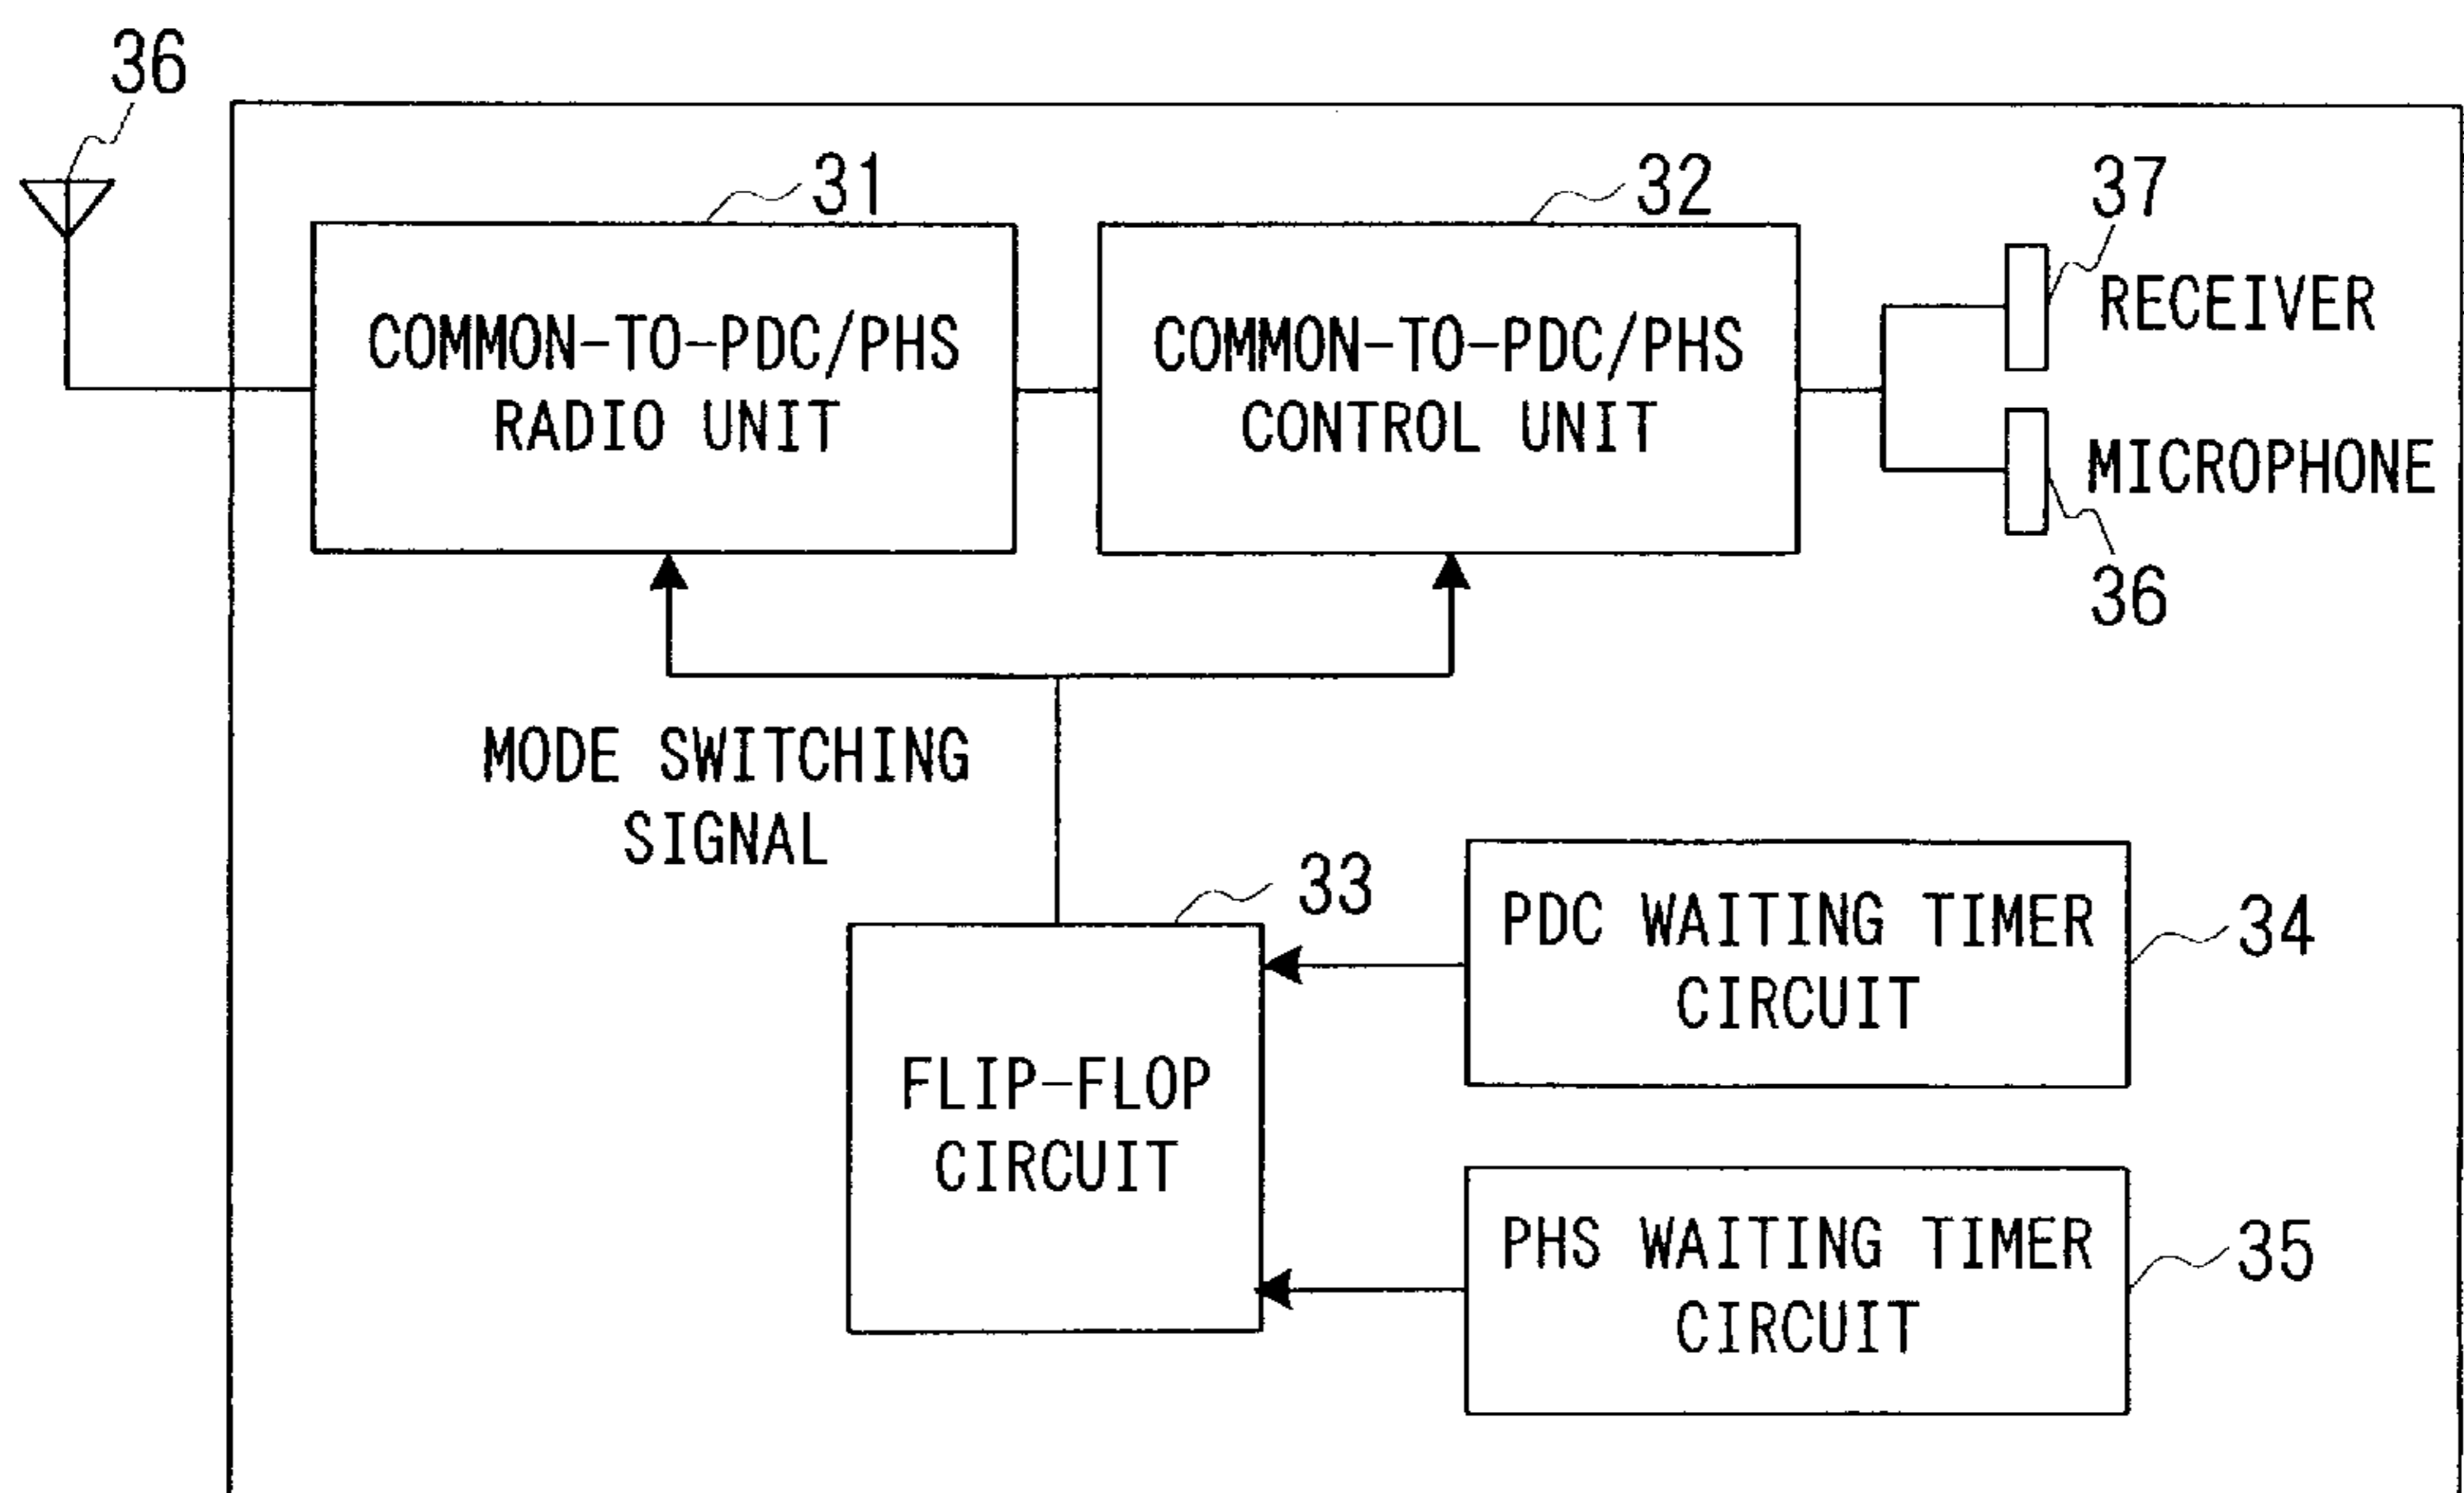 36
31
32
37
COMMON-TO-PDC/PHS
RADIO UNIT
COMMON-TO-PDC/PHS
CONTROL UNIT
RECEIVER
MICROPHONE
36
MODE SWITCHING
SIGNAL
33
PDC WAITING TIMER
CIRCUIT
34
FLIP-FLOP
CIRCUIT
PHS WAITING TIMER
CIRCUIT
35